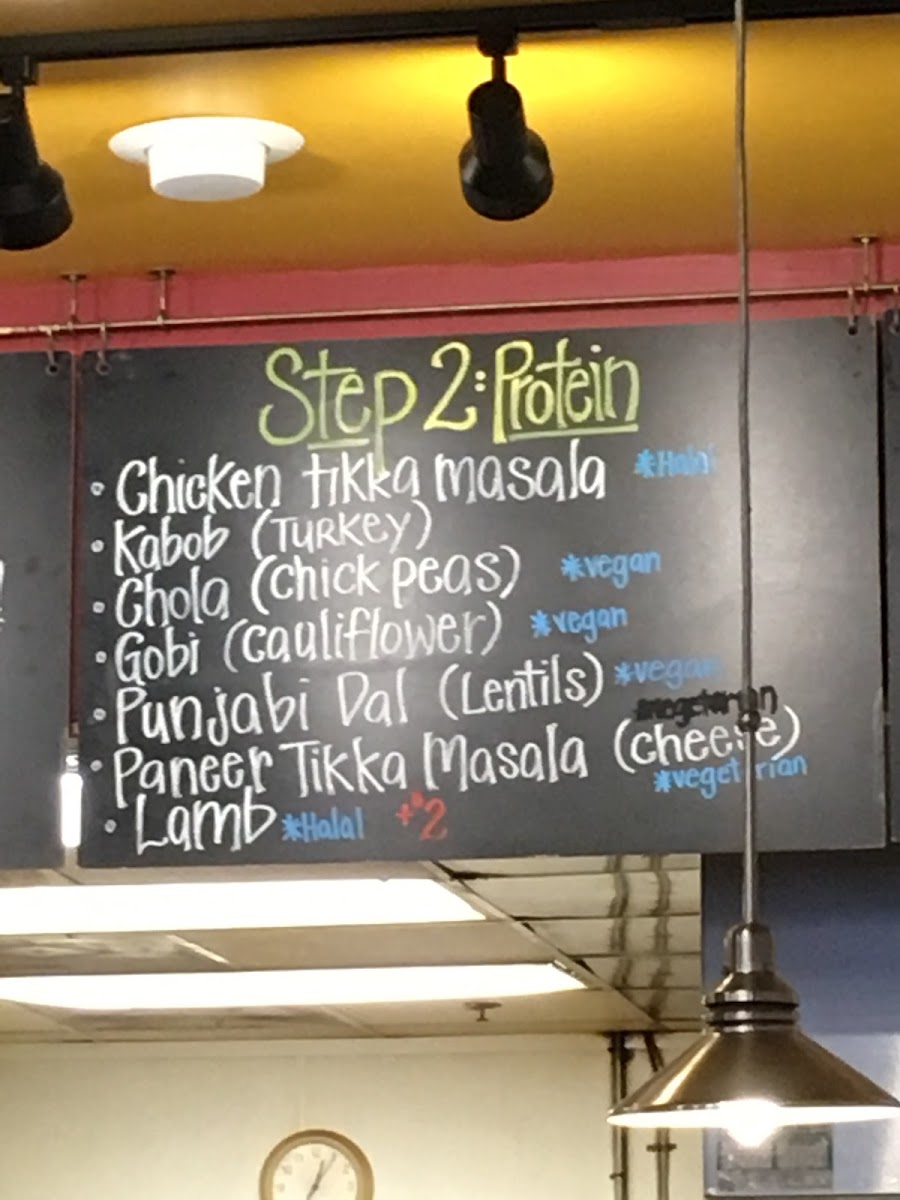 Step 2: Protein
• Chicken tikka masala *Halal
• Kabob (TURKEY)
• Chola (chick peas) *vegan
• Gobi (cauliflower) *vegan
• Punjabi Dal (Lentils) *vegan
*vegetarian
• Paneer Tikka Masala (cheese)
*vegetarian
• Lamb *Halal +$2